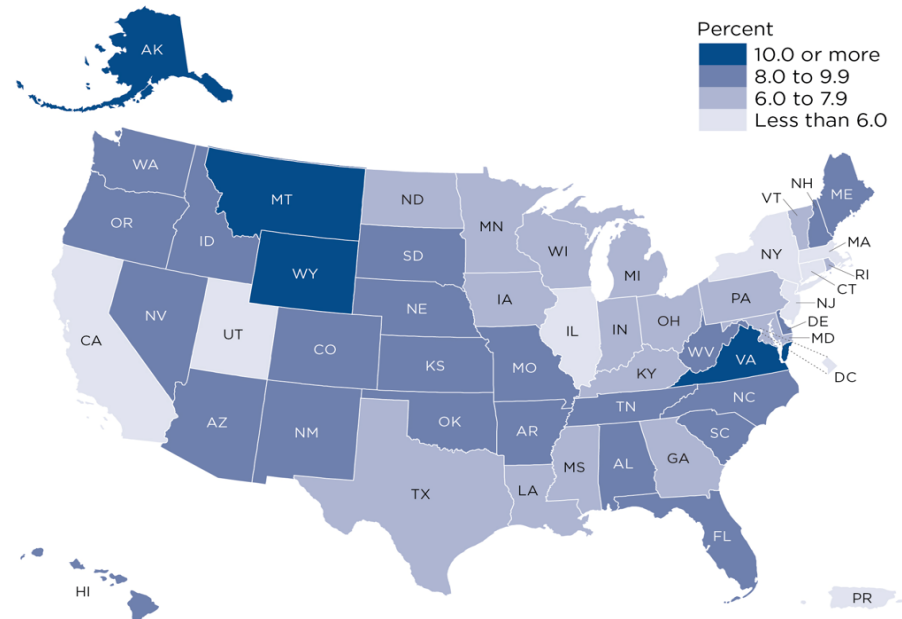 Percent
10.0 or more
8.0 to 9.9
6.0 to 7.9
Less than 6.0
AK
WA
MT
ND
MN
OR
ID
WY
SD
WI
MI
NH
VT
ME
NY
MA
RI
CT
NV
UT
CA
CO
NE
IA
IL
IN
OH
PA
NJ
DE
MD
DC
KS
MO
KY
WV
VA
AZ
NM
OK
AR
TN
NC
SC
TX
LA
MS
AL
GA
FL
HI
PR